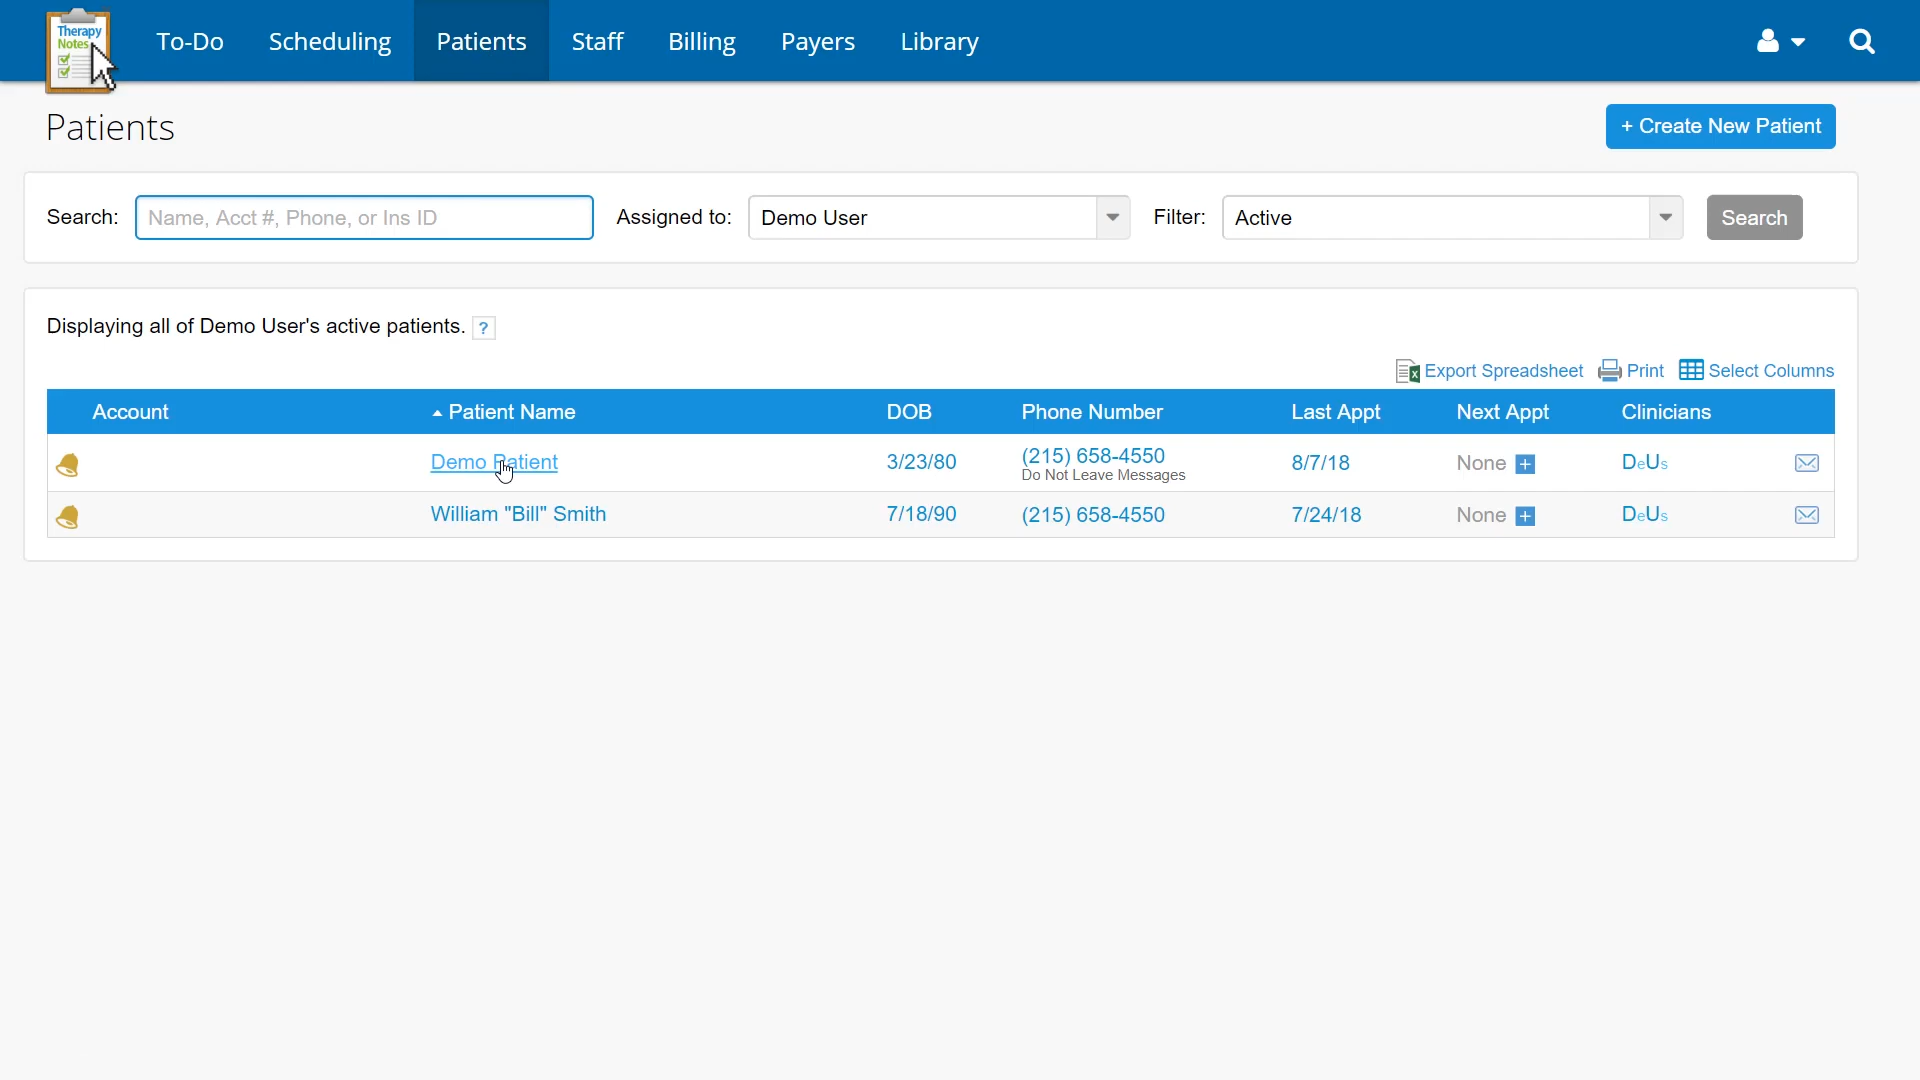 Therapy
Notes
To-Do Scheduling Patients Staff Billing Payers Library
Patients
+ Create New Patient
Search: Name, Acct #, Phone, or Ins ID Assigned to: Demo User Filter: Active Search
Displaying all of Demo User's active patients. ?
Export Spreadsheet Print Select Columns
Account Patient Name DOB Phone Number Last Appt Next Appt Clinicians
Demo Patient 3/23/80 (215) 658-4550 8/7/18 None + DeUs
Do Not Leave Messages
William "Bill" Smith 7/18/90 (215) 658-4550 7/24/18 None + DeUs